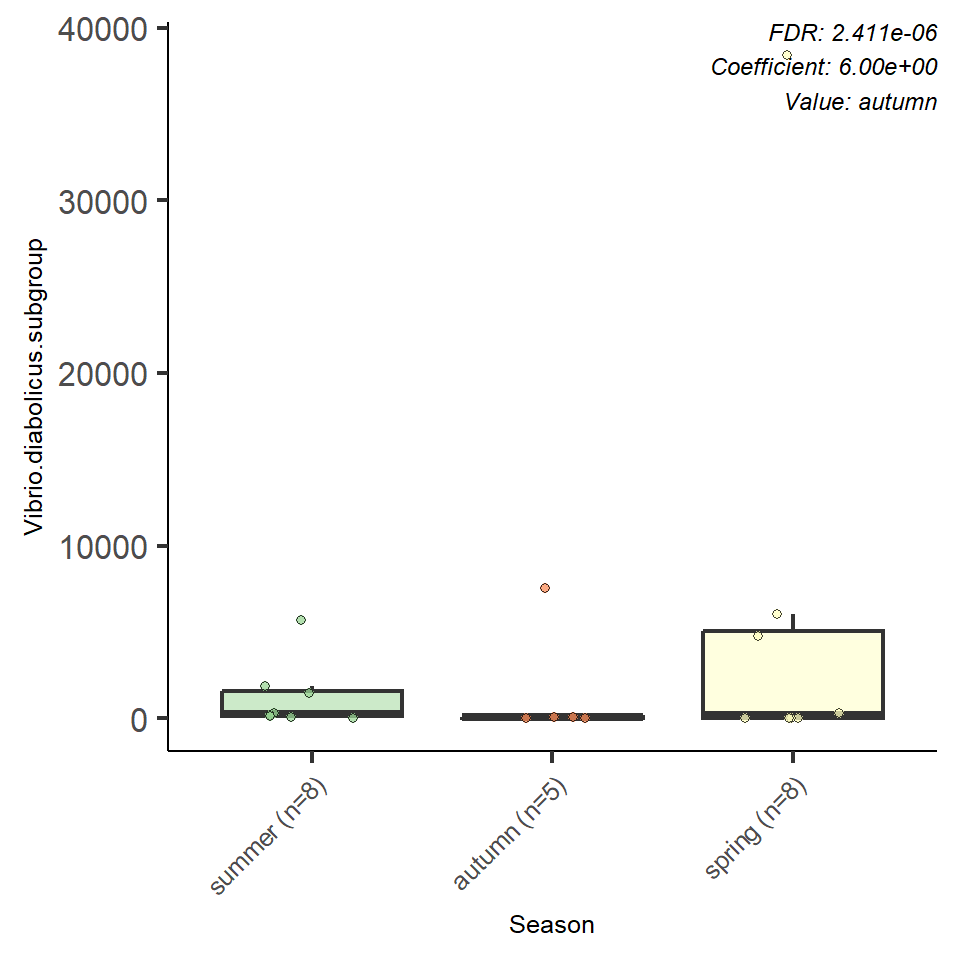 FDR: 2.411e-06
Coefficient: 6.00e+00
Value: autumn
40000
30000
20000
10000
0
Vibrio.diabolicus.subgroup
summer (n=8)
autumn (n=5)
spring (n=8)
Season